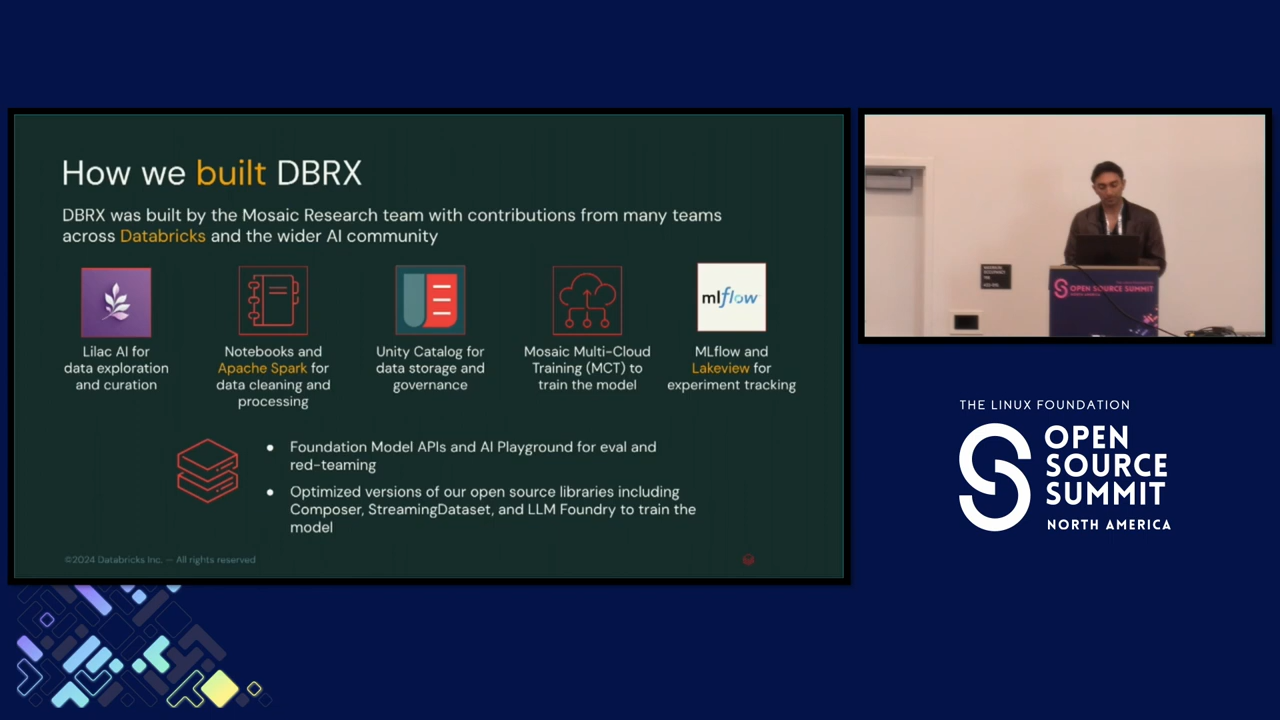 How we built DBRX
DBRX was built by the Mosaic Research team with contributions from many teams
across Databricks and the wider AI community
Lilac AI for
data exploration
and curation
Notebooks and
Apache Spark for
data cleaning and
processing
Unity Catalog for
data storage and
governance
Mosaic Multi-Cloud
Training (MCT) to
train the model
mlflow
MLflow and
Lakeview for
experiment tracking
● Foundation Model APIs and AI Playground for eval and
red-teaming
● Optimized versions of our open source libraries including
Composer, StreamingDataset, and LLM Foundry to train the
model
©2024 Databricks Inc. — All rights reserved
OPEN SOURCE SUMMIT
NORTH AMERICA
THE LINUX FOUNDATION
OPEN
SOURCE
SUMMIT
NORTH AMERICA